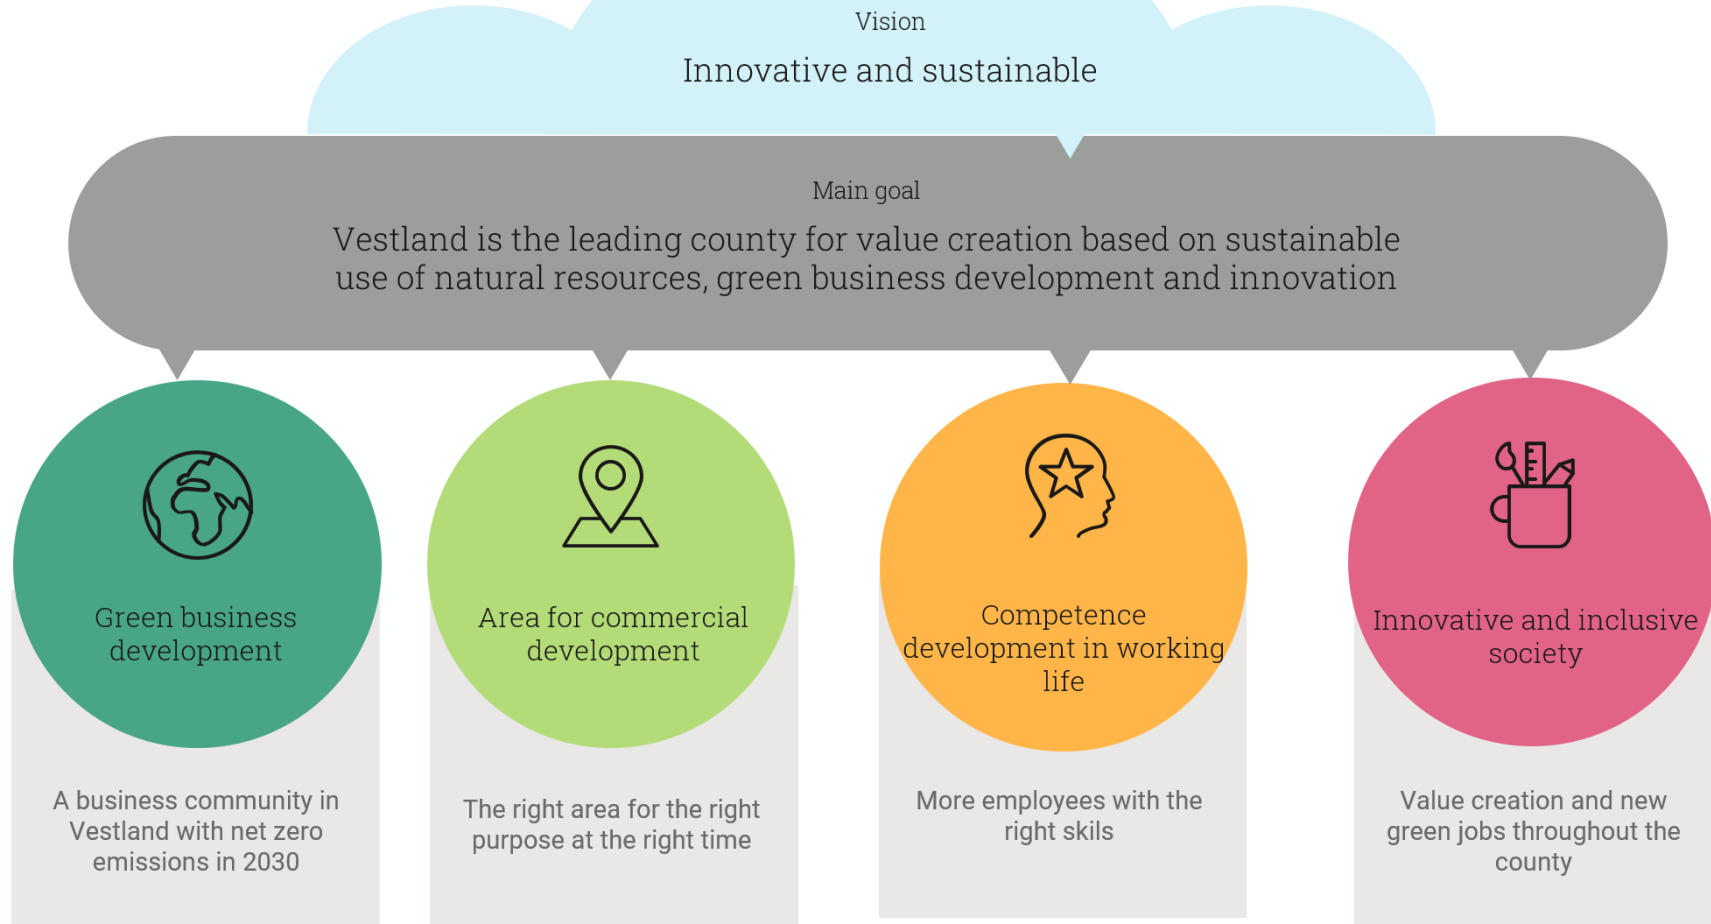 Vision
Innovative and sustainable
Main goal
Vestland is the leading county for value creation based on sustainable
use of natural resources, green business development and innovation
Green business
development
A business community in
Vestland with net zero
emissions in 2030
Area for commercial
development
The right area for the right
purpose at the right time
Competence
development in working
life
More employees with the
right skils
Innovative and inclusive
society
Value creation and new
green jobs throughout the
county